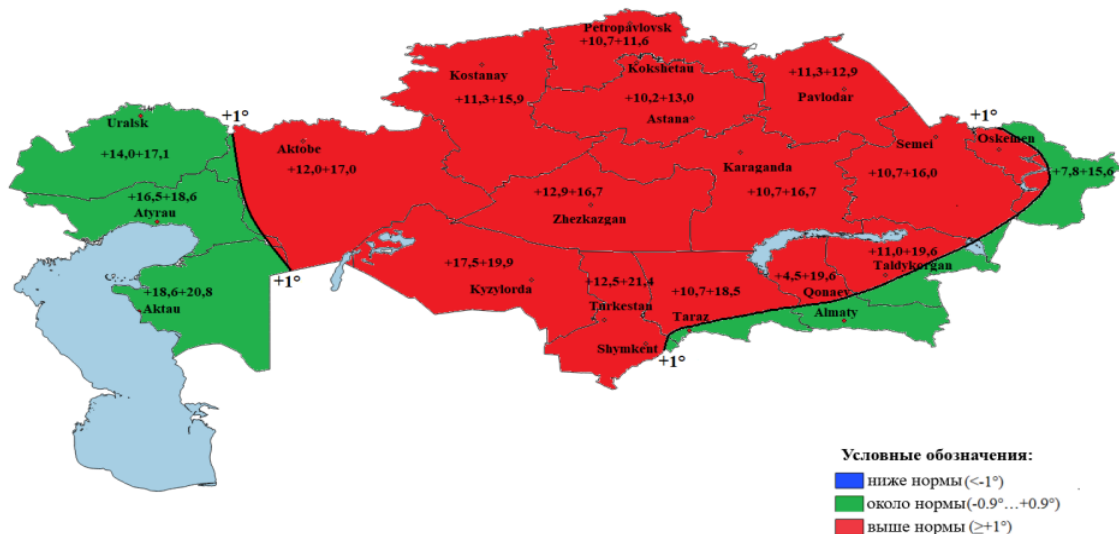 Petropavlovsk
+10,7+11,6
Kostanay
+11,3+15,9
Kokshetau
+10,2+13,0
Astana
+11,3+12,9
Pavlodar
+1°
Uralsk
+14,0+17,1
Aktobe
+12,0+17,0
+1°
Semei
Oskemen
+7,8+15,6
+10,7+16,0
Karaganda
+10,7+16,7
+12,9+16,7
Zhezkazgan
+16,5+18,6
Atyrau
+1°
+18,6+20,8
Aktau
+17,5+19,9
Kyzylorda
+12,5+21,4
Turkestan
+10,7+18,5
Taraz
+4,5+19,6
Qonaev
+11,0+19,6
Taldykorgan
Almaty
Shymkent
+1°
Условные обозначения:
ниже нормы (<-1°)
около нормы (-0.9°…+0.9°)
выше нормы (≥+1°)